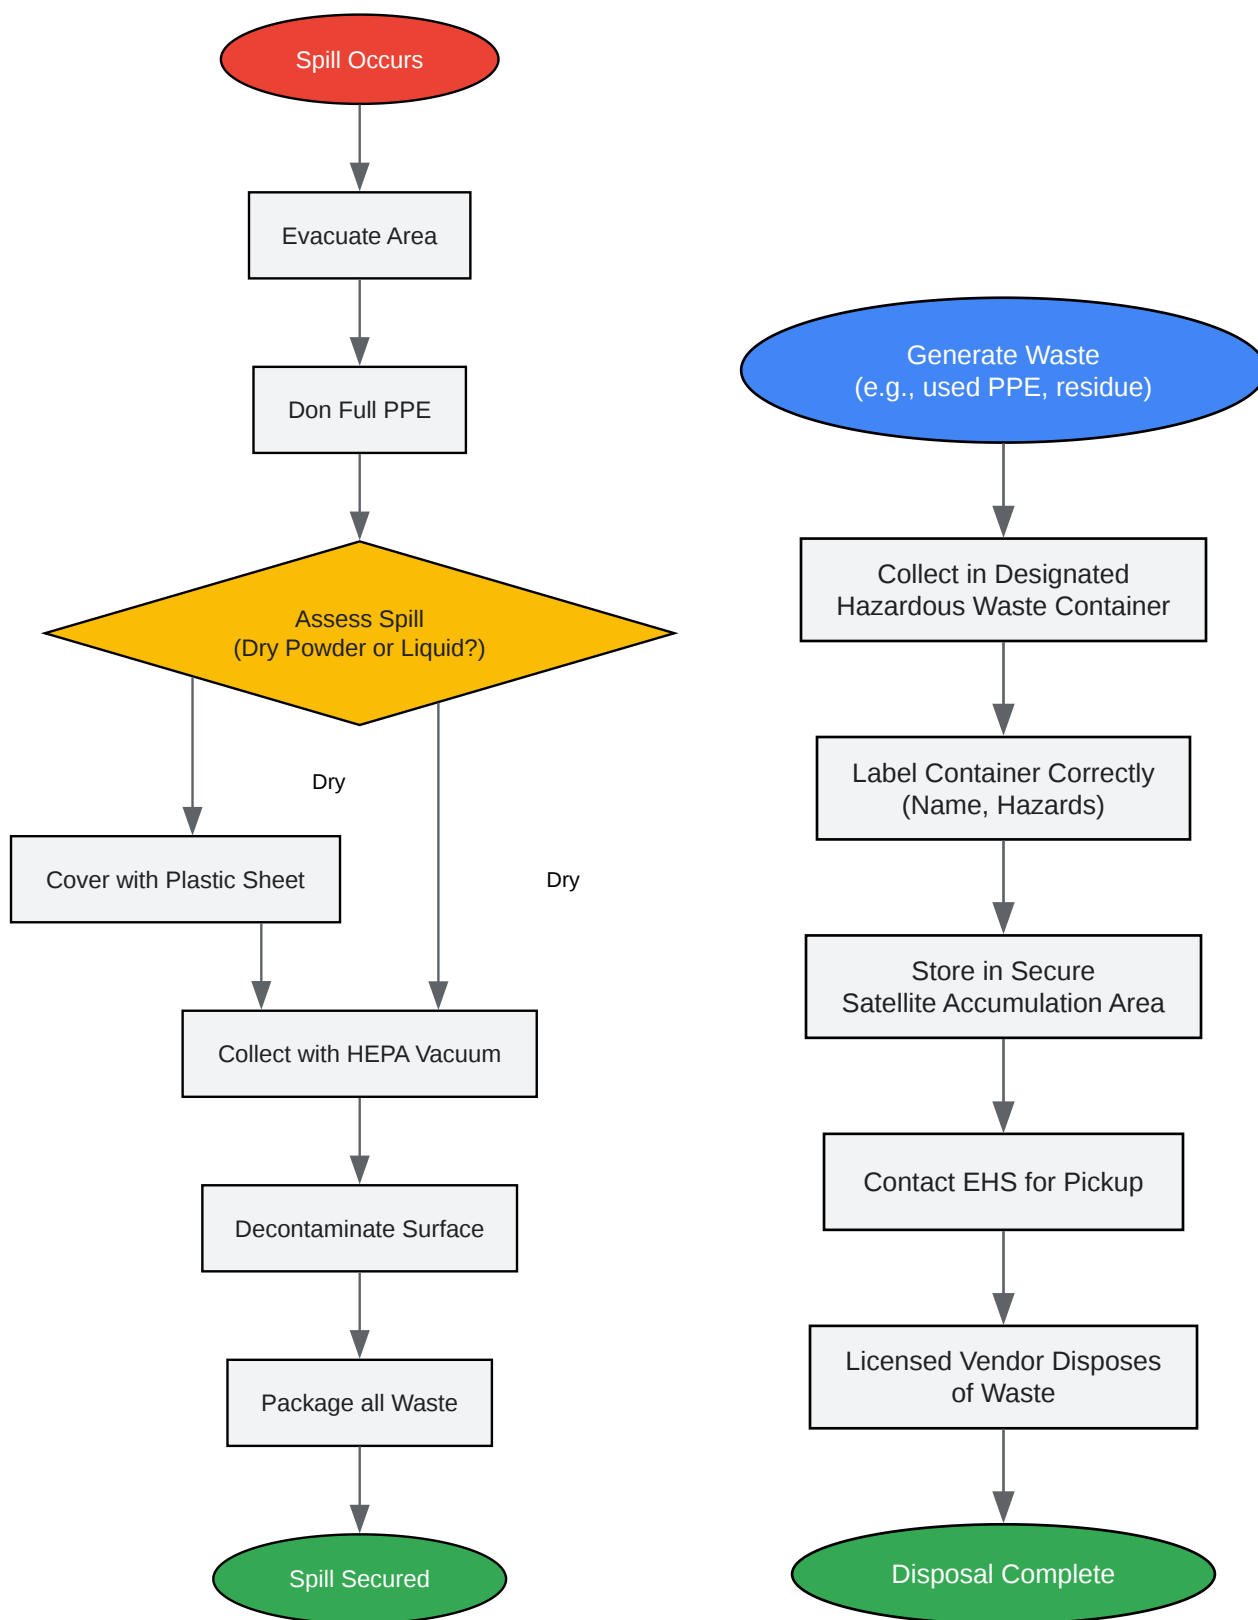 Spill Occurs
Evacuate Area
Don Full PPE
Assess Spill
(Dry Powder or Liquid?)
Dry
Cover with Plastic Sheet
Dry
Collect with HEPA Vacuum
Decontaminate Surface
Package all Waste
Spill Secured
Generate Waste
(e.g., used PPE, residue)
Collect in Designated
Hazardous Waste Container
Label Container Correctly
(Name, Hazards)
Store in Secure
Satellite Accumulation Area
Contact EHS for Pickup
Licensed Vendor Disposes
of Waste
Disposal Complete